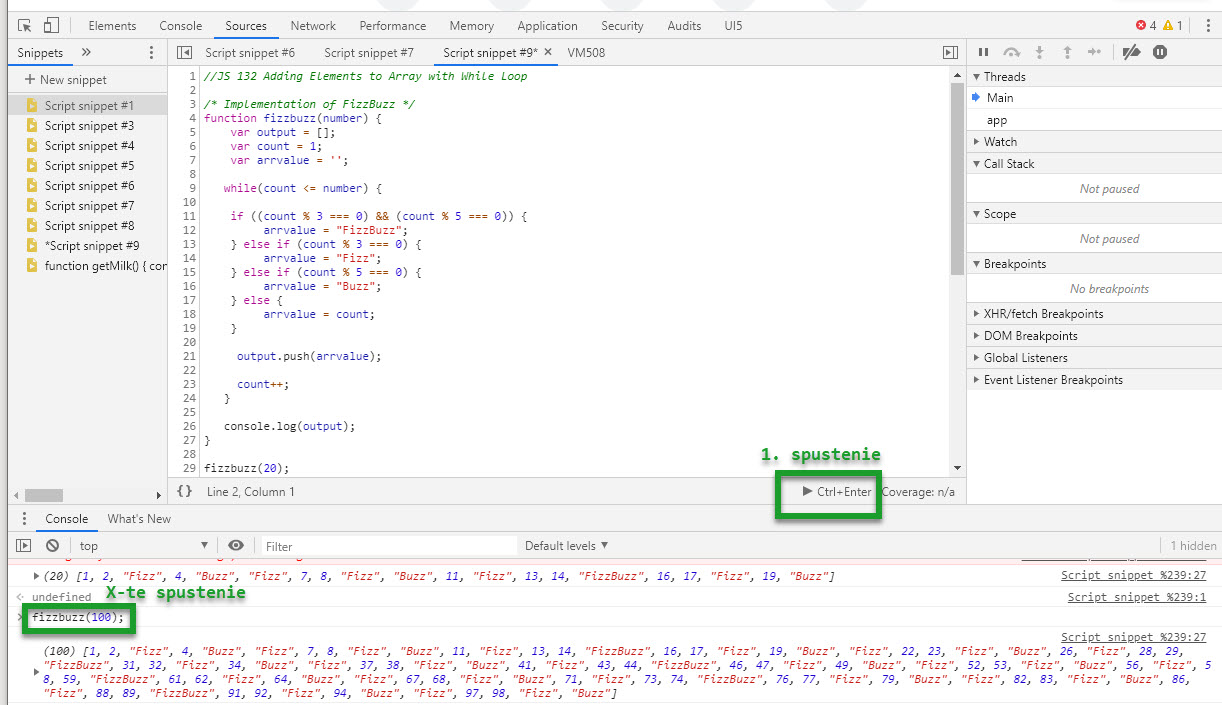 Elements Console Sources Network Performance Memory Application Security Audits UI5 4 1
Snippets » Script snippet #6 Script snippet #7 Script snippet #9* × VM508
+ New snippet
Script snippet #1
Script snippet #3
Script snippet #4
Script snippet #5
Script snippet #6
Script snippet #7
Script snippet #8
*Script snippet #9
function getMilk() { con
1 //JS 132 Adding Elements to Array with While Loop
2
3 /* Implementation of FizzBuzz */
4 function fizzbuzz(number) {
5 var output = [];
6 var count = 1;
7 var arrvalue = '';
8
9 while(count <= number) {
10
11 if ((count % 3 === 0) && (count % 5 === 0)) {
12 arrvalue = "FizzBuzz";
13 } else if (count % 3 === 0) {
14 arrvalue = "Fizz";
15 } else if (count % 5 === 0) {
16 arrvalue = "Buzz";
17 } else {
18 arrvalue = count;
19 }
20
21 output.push(arrvalue);
22
23 count++;
24 }
25
26 console.log(output);
27 }
28
29 fizzbuzz(20);
1. spustenie
{} Line 2, Column 1 Ctrl+Enter Coverage: n/a
Threads
Main
app
Watch
Call Stack
Not paused
Scope
Not paused
Breakpoints
No breakpoints
XHR/fetch Breakpoints
DOM Breakpoints
Global Listeners
Event Listener Breakpoints
Console What's New
top Filter Default levels 1 hidden
(20) [1, 2, "Fizz", 4, "Buzz", "Fizz", 7, 8, "Fizz", "Buzz", 11, "Fizz", 13, 14, "FizzBuzz", 16, 17, "Fizz", 19, "Buzz"] Script snippet %239:27
undefined Script snippet %239:1
X-te spustenie
fizzbuzz(100);
Script snippet %239:27
(100) [1, 2, "Fizz", 4, "Buzz", "Fizz", 7, 8, "Fizz", "Buzz", 11, "Fizz", 13, 14, "FizzBuzz", 16, 17, "Fizz", 19, "Buzz", "Fizz", 22, 23, "Fizz", "Buzz", 26, "Fizz", 28, 29,
"FizzBuzz", 31, 32, "Fizz", 34, "Buzz", "Fizz", 37, 38, "Fizz", "Buzz", 41, "Fizz", 43, 44, "FizzBuzz", 46, 47, "Fizz", 49, "Buzz", "Fizz", 52, 53, "Fizz", "Buzz", 56, "Fizz", 5
8, 59, "FizzBuzz", 61, 62, "Fizz", 64, "Buzz", "Fizz", 67, 68, "Fizz", "Buzz", 71, "Fizz", 73, 74, "FizzBuzz", 76, 77, "Fizz", 79, "Buzz", "Fizz", 82, 83, "Fizz", "Buzz", 86,
"Fizz", 88, 89, "FizzBuzz", 91, 92, "Fizz", 94, "Buzz", "Fizz", 97, 98, "Fizz", "Buzz"]